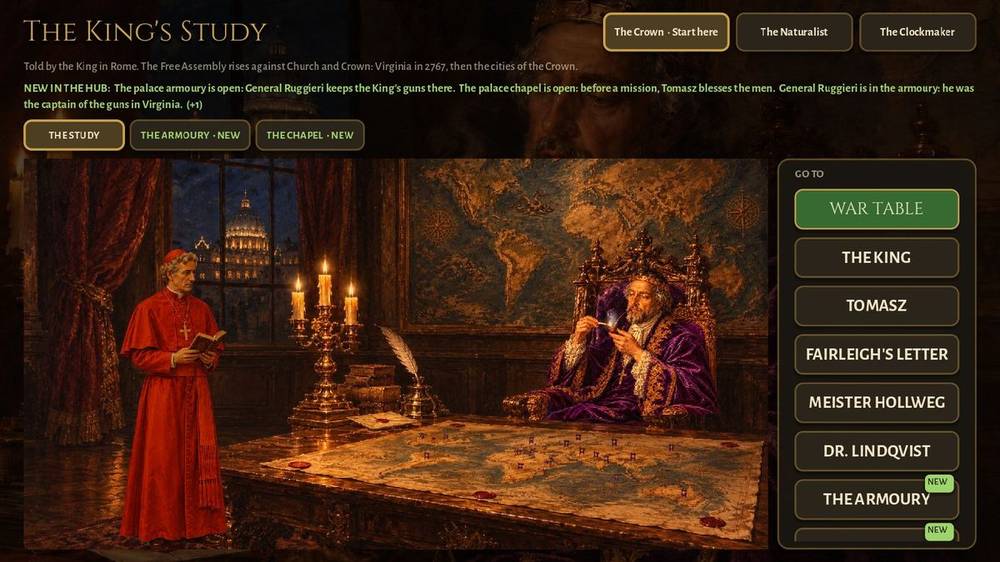 The King's Study
The Crown · Start here
The Naturalist
The Clockmaker
Told by the King in Rome. The Free Assembly rises against Church and Crown: Virginia in 2767, then the cities of the Crown.
NEW IN THE HUB: The palace armoury is open: General Ruggieri keeps the King's guns there. The palace chapel is open: before a mission, Tomasz blesses the men. General Ruggieri is in the armoury: he was
the captain of the guns in Virginia. (+1)
THE STUDY
THE ARMOURY · NEW
THE CHAPEL · NEW
GO TO
WAR TABLE
THE KING
TOMASZ
FAIRLEIGH'S LETTER
MEISTER HOLLWEG
DR. LINDQVIST
NEW
THE ARMOURY
NEW